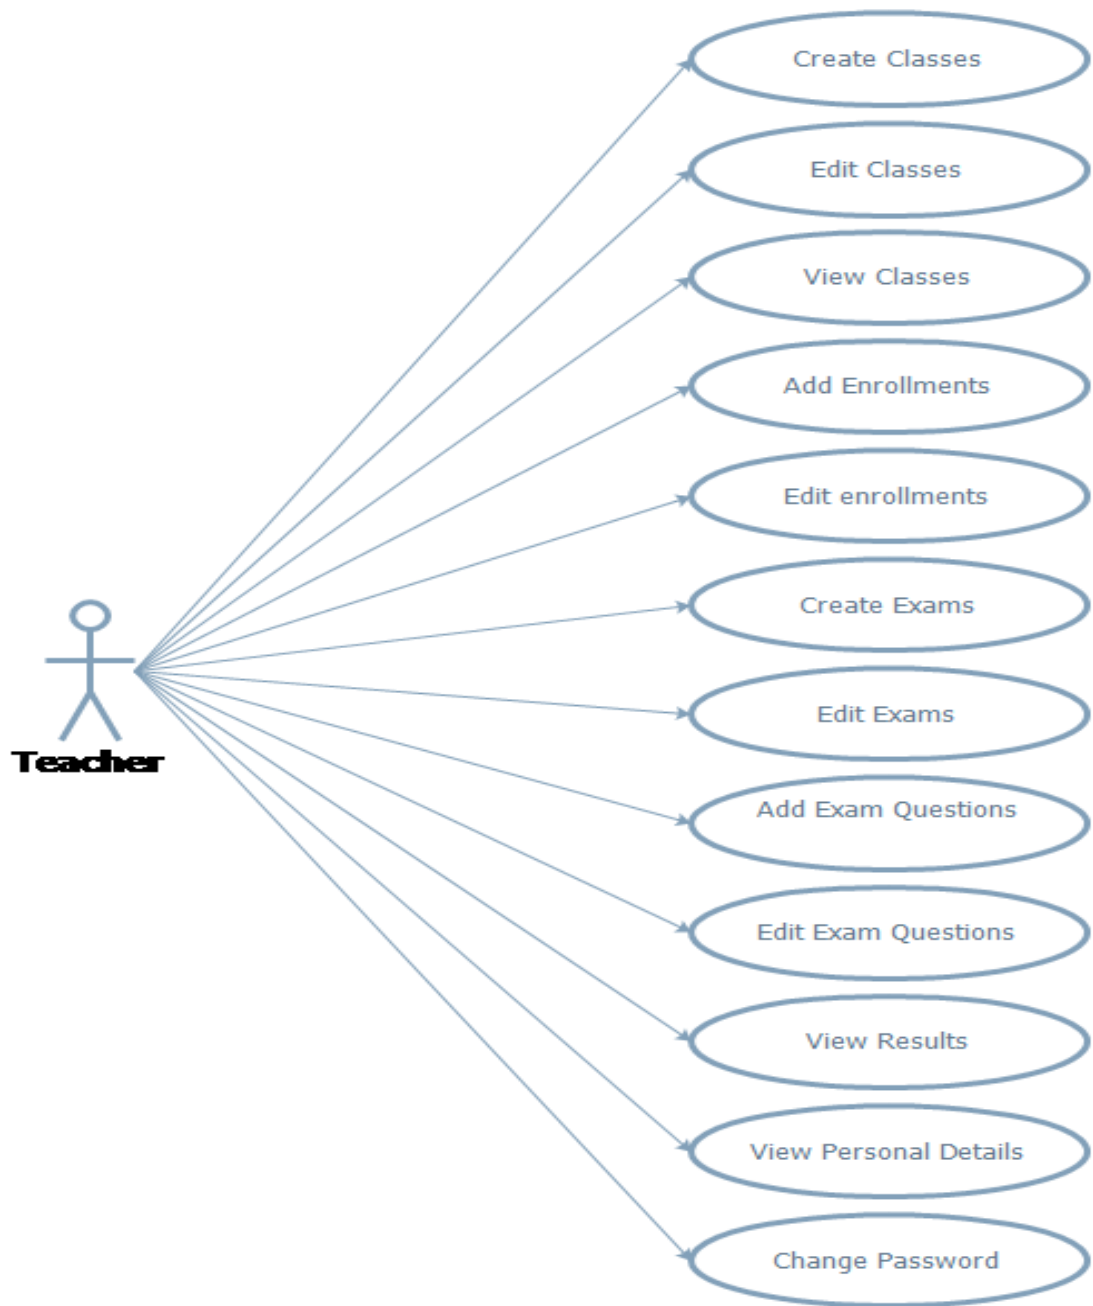 Create Classes
Edit Classes
View Classes
Add Enrollments
Edit enrollments
Create Exams
Edit Exams
Teacher
Add Exam Questions
Edit Exam Questions
View Results
View Personal Details
Change Password